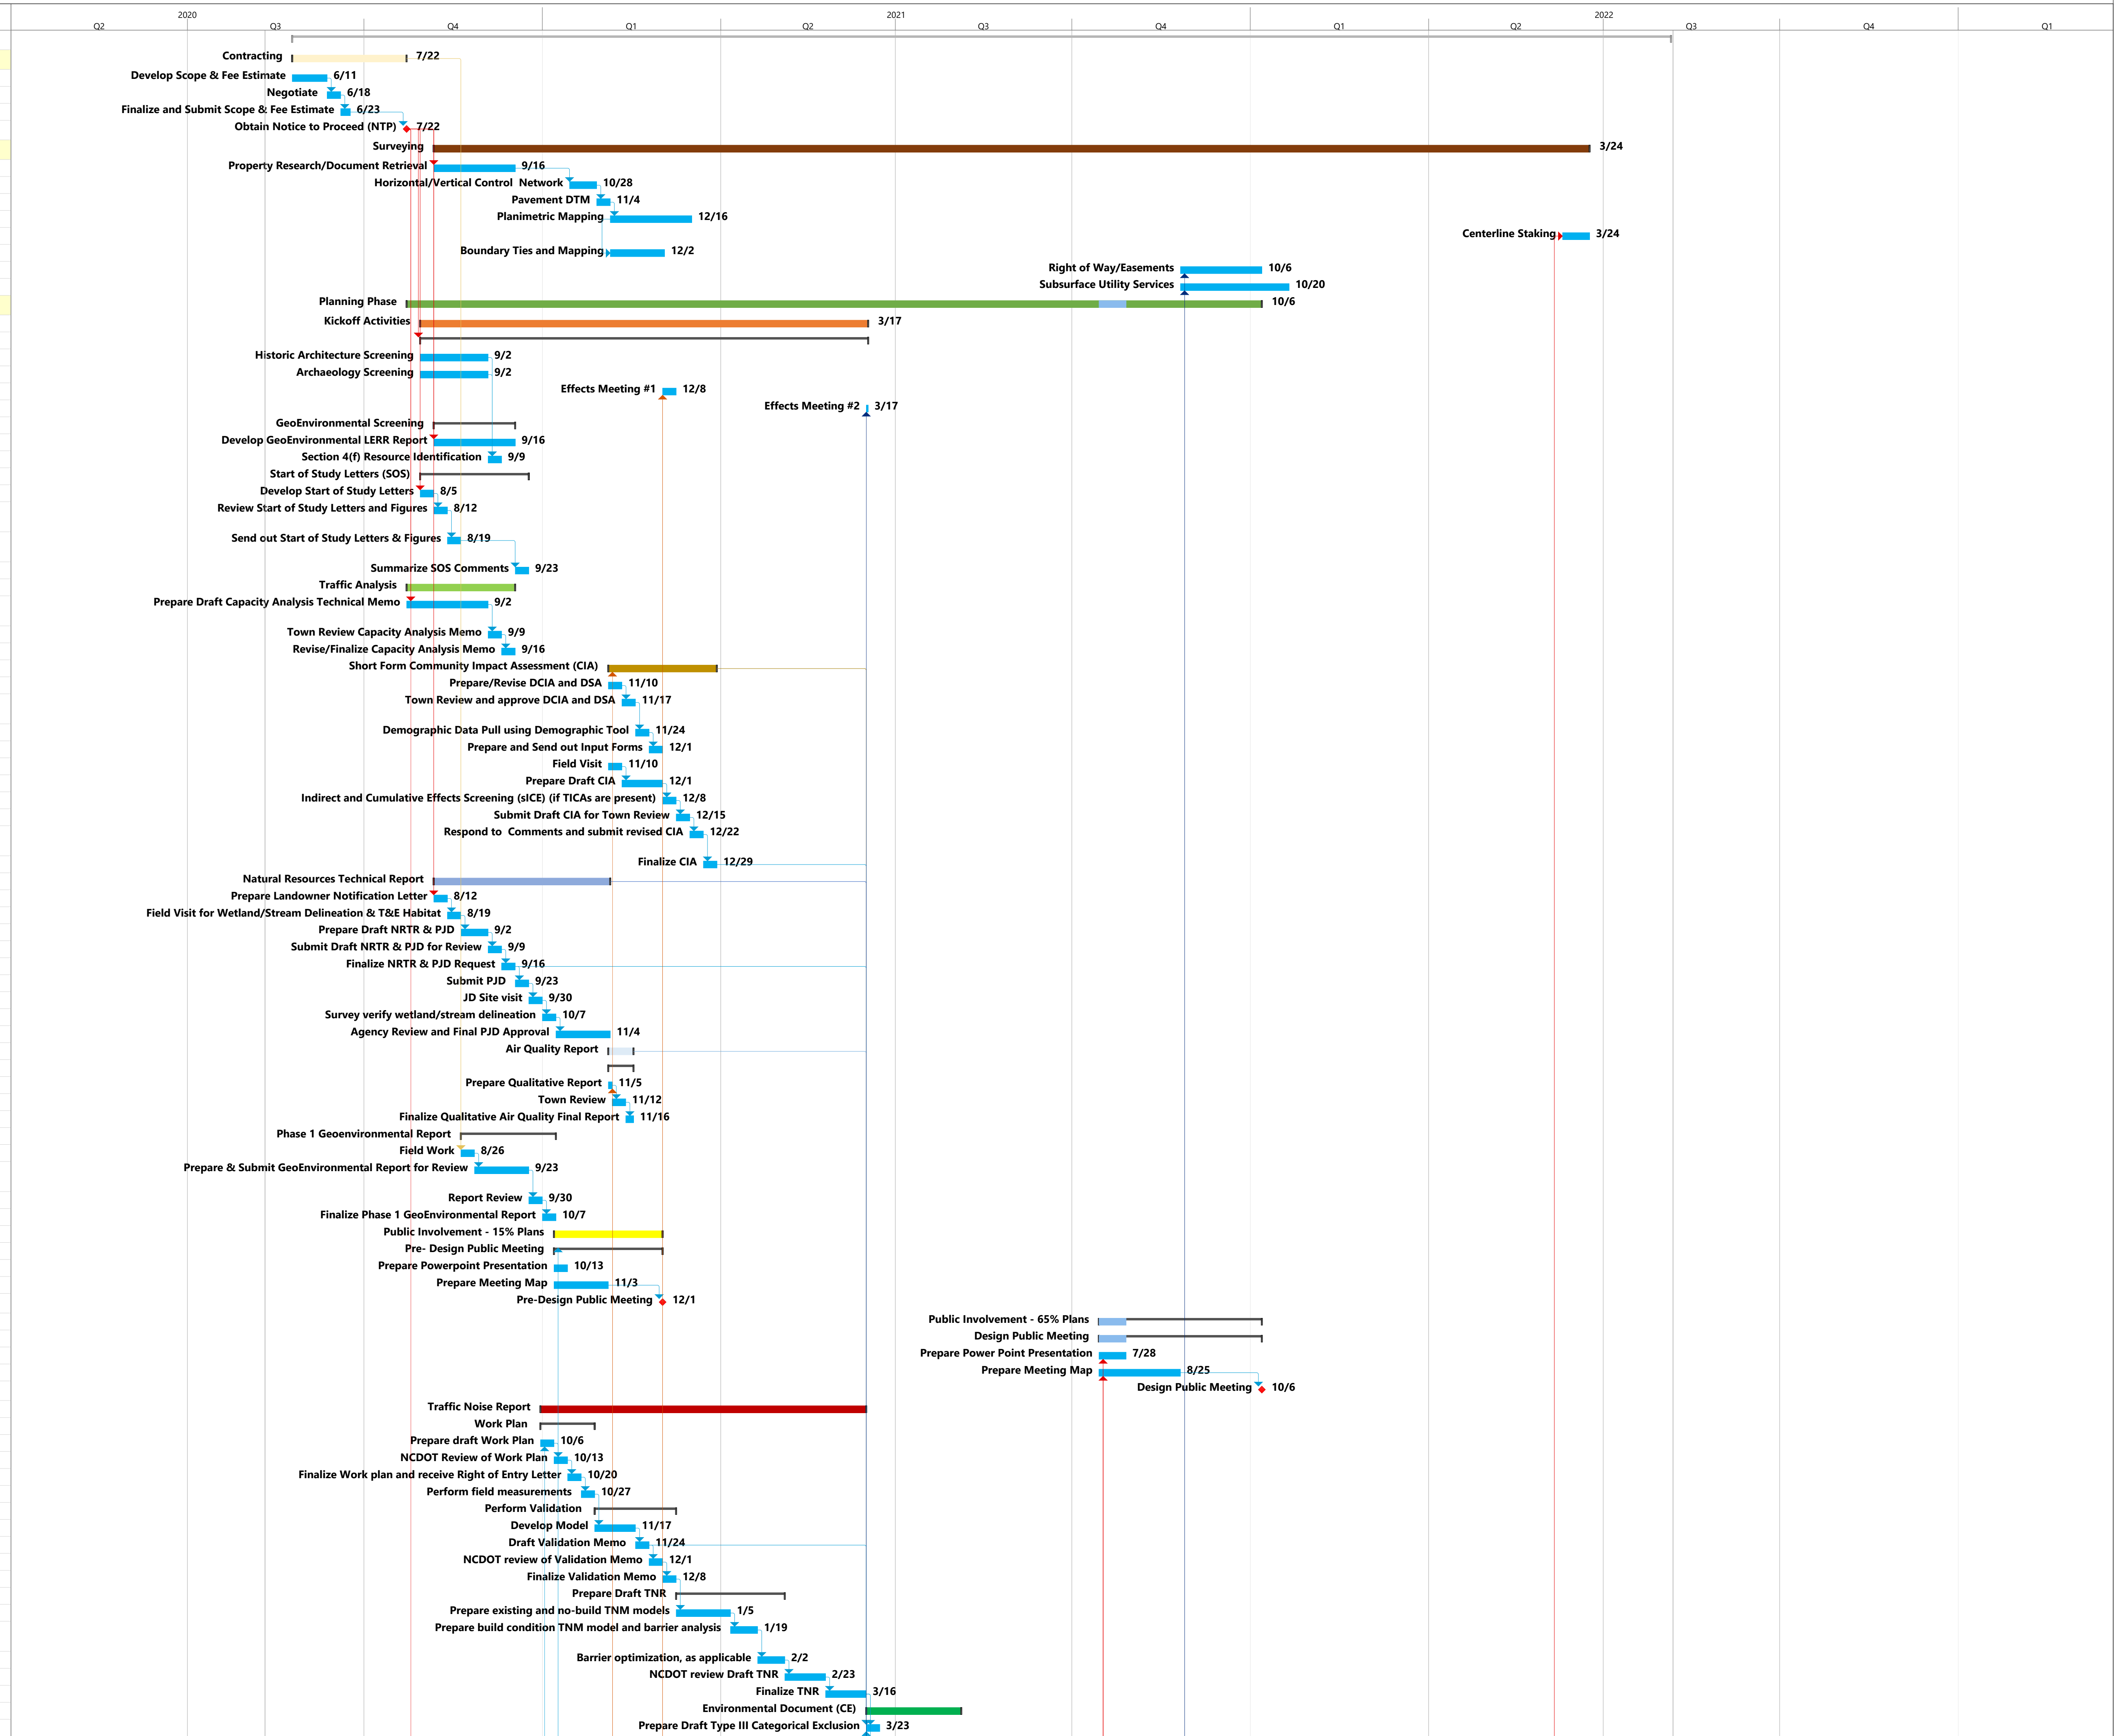 2020 2021 2022
Q2 Q3 Q4 Q1 Q2 Q3 Q4 Q1 Q2 Q3 Q4 Q1
Contracting 7/22
Develop Scope & Fee Estimate 6/11
Negotiate 6/18
Finalize and Submit Scope & Fee Estimate 6/23
Obtain Notice to Proceed (NTP) 7/22
Surveying 3/24
Property Research/Document Retrieval 9/16
Horizontal/Vertical Control Network 10/28
Pavement DTM 11/4
Planimetric Mapping 12/16
Centerline Staking 3/24
Boundary Ties and Mapping 12/2
Right of Way/Easements 10/6
Subsurface Utility Services 10/20
Planning Phase 10/6
Kickoff Activities 3/17
Historic Architecture Screening 9/2
Archaeology Screening 9/2
Effects Meeting #1 12/8
Effects Meeting #2 3/17
GeoEnvironmental Screening
Develop GeoEnvironmental LERR Report 9/16
Section 4(f) Resource Identification 9/9
Start of Study Letters (SOS)
Develop Start of Study Letters 8/5
Review Start of Study Letters and Figures 8/12
Send out Start of Study Letters & Figures 8/19
Summarize SOS Comments 9/23
Traffic Analysis
Prepare Draft Capacity Analysis Technical Memo 9/2
Town Review Capacity Analysis Memo 9/9
Revise/Finalize Capacity Analysis Memo 9/16
Short Form Community Impact Assessment (CIA)
Prepare/Revise DCIA and DSA 11/10
Town Review and approve DCIA and DSA 11/17
Demographic Data Pull using Demographic Tool 11/24
Prepare and Send out Input Forms 12/1
Field Visit 11/10
Prepare Draft CIA 12/1
Indirect and Cumulative Effects Screening (sICE) (if TICAs are present) 12/8
Submit Draft CIA for Town Review 12/15
Respond to Comments and submit revised CIA 12/22
Finalize CIA 12/29
Natural Resources Technical Report
Prepare Landowner Notification Letter 8/12
Field Visit for Wetland/Stream Delineation & T&E Habitat 8/19
Prepare Draft NRTR & PJD 9/2
Submit Draft NRTR & PJD for Review 9/9
Finalize NRTR & PJD Request 9/16
Submit PJD 9/23
JD Site visit 9/30
Survey verify wetland/stream delineation 10/7
Agency Review and Final PJD Approval 11/4
Air Quality Report
Prepare Qualitative Report 11/5
Town Review 11/12
Finalize Qualitative Air Quality Final Report 11/16
Phase 1 Geoenvironmental Report
Field Work 8/26
Prepare & Submit GeoEnvironmental Report for Review 9/23
Report Review 9/30
Finalize Phase 1 GeoEnvironmental Report 10/7
Public Involvement - 15% Plans
Pre- Design Public Meeting
Prepare Powerpoint Presentation 10/13
Prepare Meeting Map 11/3
Pre-Design Public Meeting 12/1
Public Involvement - 65% Plans
Design Public Meeting
Prepare Power Point Presentation 7/28
Prepare Meeting Map 8/25
Design Public Meeting 10/6
Traffic Noise Report
Work Plan
Prepare draft Work Plan 10/6
NCDOT Review of Work Plan 10/13
Finalize Work plan and receive Right of Entry Letter 10/20
Perform field measurements 10/27
Perform Validation
Develop Model 11/17
Draft Validation Memo 11/24
NCDOT review of Validation Memo 12/1
Finalize Validation Memo 12/8
Prepare Draft TNR
Prepare existing and no-build TNM models 1/5
Prepare build condition TNM model and barrier analysis 1/19
Barrier optimization, as applicable 2/2
NCDOT review Draft TNR 2/23
Finalize TNR 3/16
Environmental Document (CE)
Prepare Draft Type III Categorical Exclusion 3/23